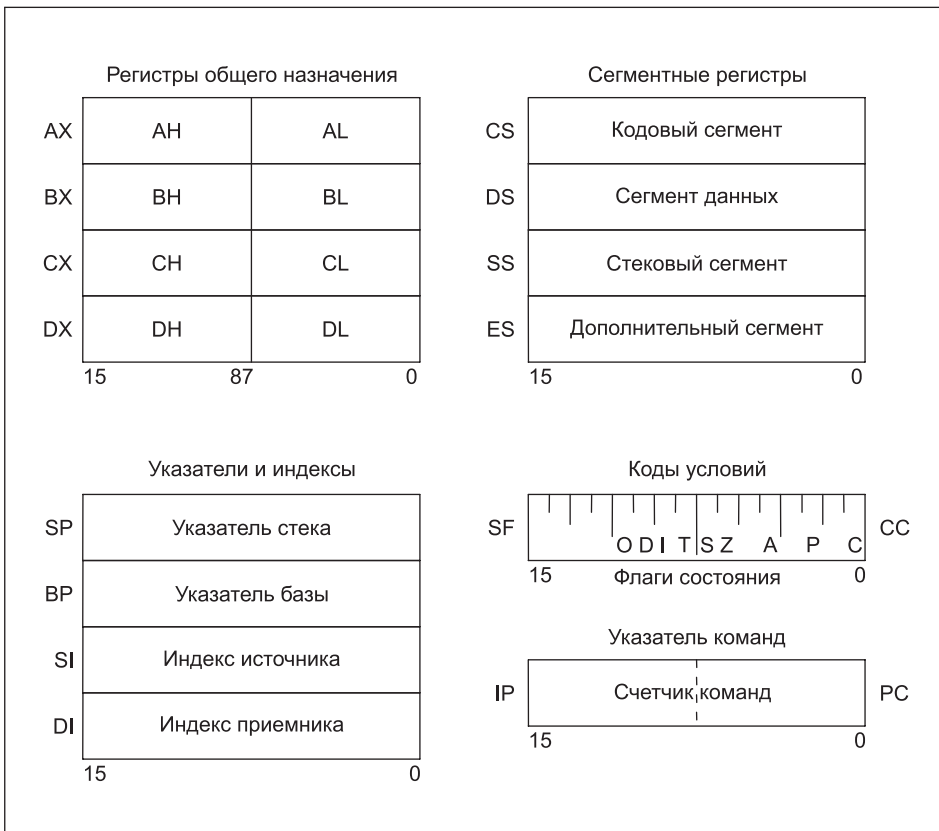 Регистры общего назначения
AX AH AL
BX BH BL
CX CH CL
DX DH DL
15 87 0
Сегментные регистры
CS Кодовый сегмент
DS Сегмент данных
SS Стековый сегмент
ES Дополнительный сегмент
15 0
Указатели и индексы
SP Указатель стека
BP Указатель базы
SI Индекс источника
DI Индекс приемника
15 0
Коды условий
SF O D I T S Z A P C CC
15 Флаги состояния 0
Указатель команд
IP Счетчик команд PC
15 0